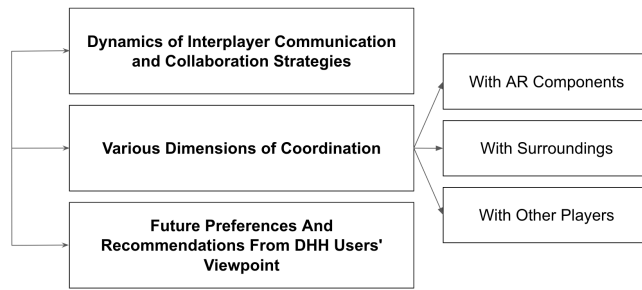 Dynamics of Interplayer Communication
and Collaboration Strategies
Various Dimensions of Coordination
Future Preferences And
Recommendations From DHH Users'
Viewpoint
With AR Components
With Surroundings
With Other Players